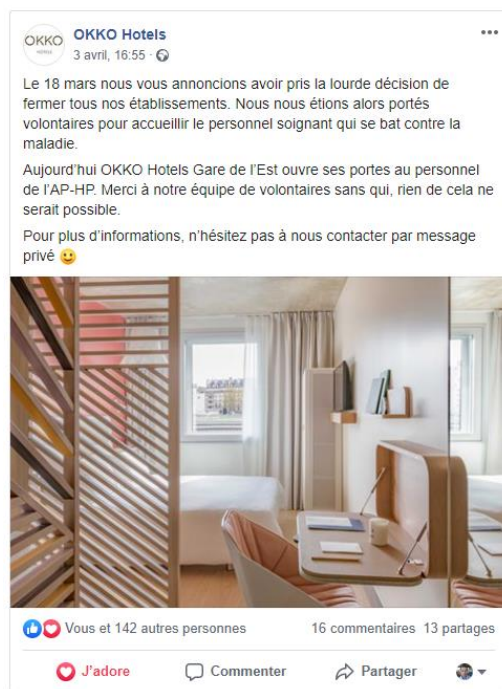 OKKO
HOTELS
OKKO Hotels
3 avril, 16:55 ·
Le 18 mars nous vous annoncions avoir pris la lourde décision de
fermer tous nos établissements. Nous nous étions alors portés
volontaires pour accueillir le personnel soignant qui se bat contre la
maladie.
Aujourd'hui OKKO Hotels Gare de l'Est ouvre ses portes au personnel
de l'AP-HP. Merci à notre équipe de volontaires sans qui, rien de cela ne
serait possible.
Pour plus d'informations, n'hésitez pas à nous contacter par message
privé
Vous et 142 autres personnes 16 commentaires 13 partages
J'adore Commenter Partager